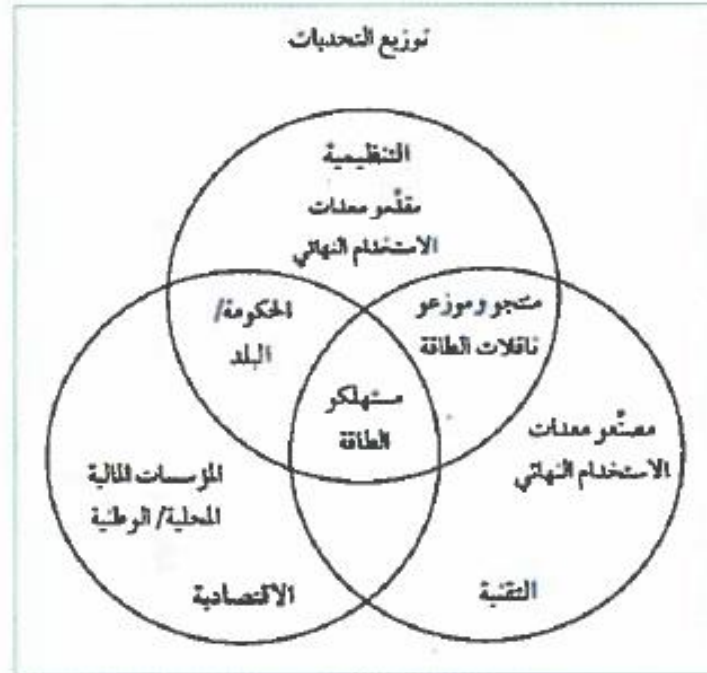 توزيع التحديات
التنظيمية
مقدِّمو معدات
الاستخدام النهائي
الحكومة/
البلد
منتجو وموزعو
ناقلات الطاقة
مستهلكو
الطاقة
مصنِّعو معدات
الاستخدام النهائي
المؤسسات المالية
المحلية/ الوطنية
الاقتصادية
التقنية